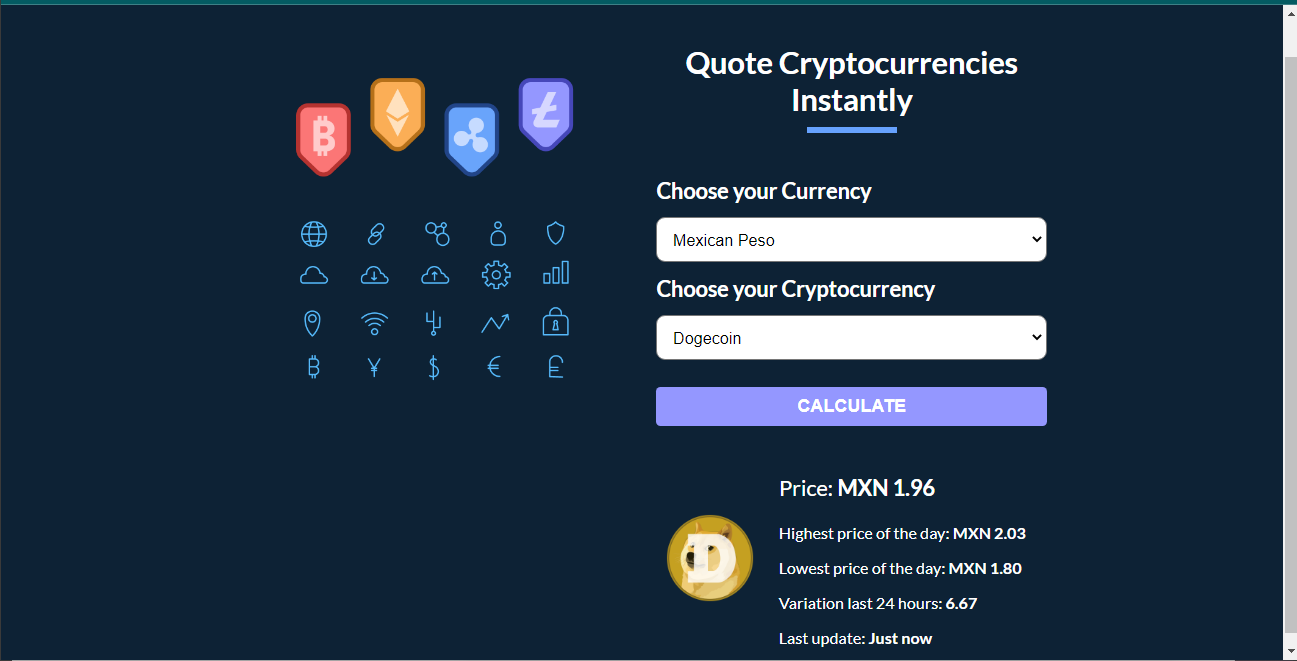 Quote Cryptocurrencies
Instantly
Choose your Currency
Mexican Peso
Choose your Cryptocurrency
Dogecoin
CALCULATE
Price: MXN 1.96
Highest price of the day: MXN 2.03
Lowest price of the day: MXN 1.80
Variation last 24 hours: 6.67
Last update: Just now